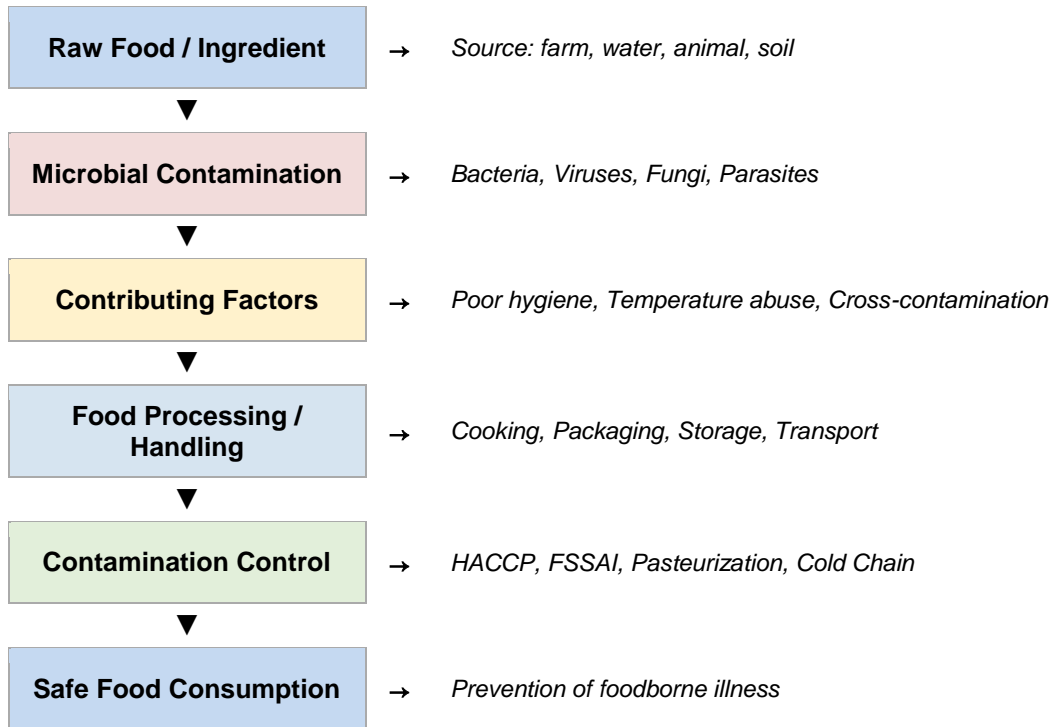 Raw Food / Ingredient → Source: farm, water, animal, soil
▼
Microbial Contamination → Bacteria, Viruses, Fungi, Parasites
▼
Contributing Factors → Poor hygiene, Temperature abuse, Cross-contamination
▼
Food Processing /
Handling → Cooking, Packaging, Storage, Transport
▼
Contamination Control → HACCP, FSSAI, Pasteurization, Cold Chain
▼
Safe Food Consumption → Prevention of foodborne illness